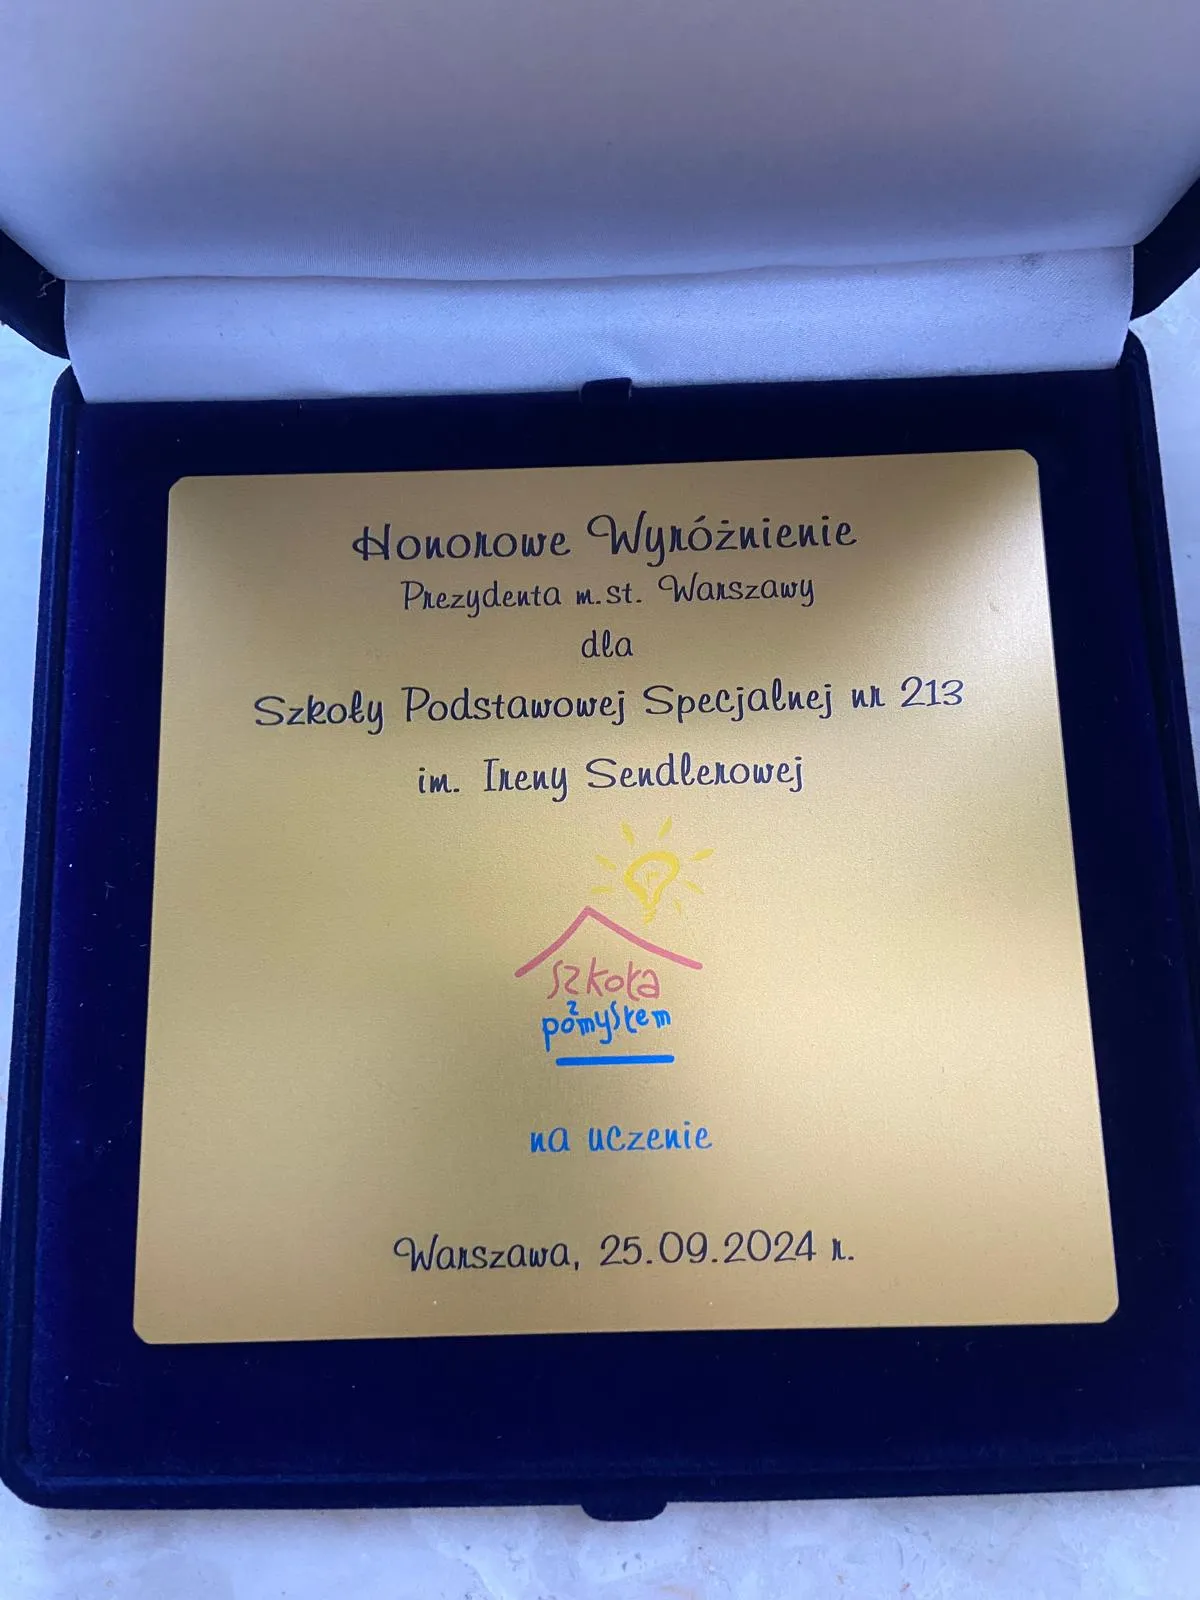 Honorowe Wyróżnienie
Prezydenta m.st. Warszawy
dla
Szkoły Podstawowej Specjalnej nr 213
im. Ireny Sendlerowej
szkoła
z
pomysłem
na uczenie
Warszawa, 25.09.2024 r.